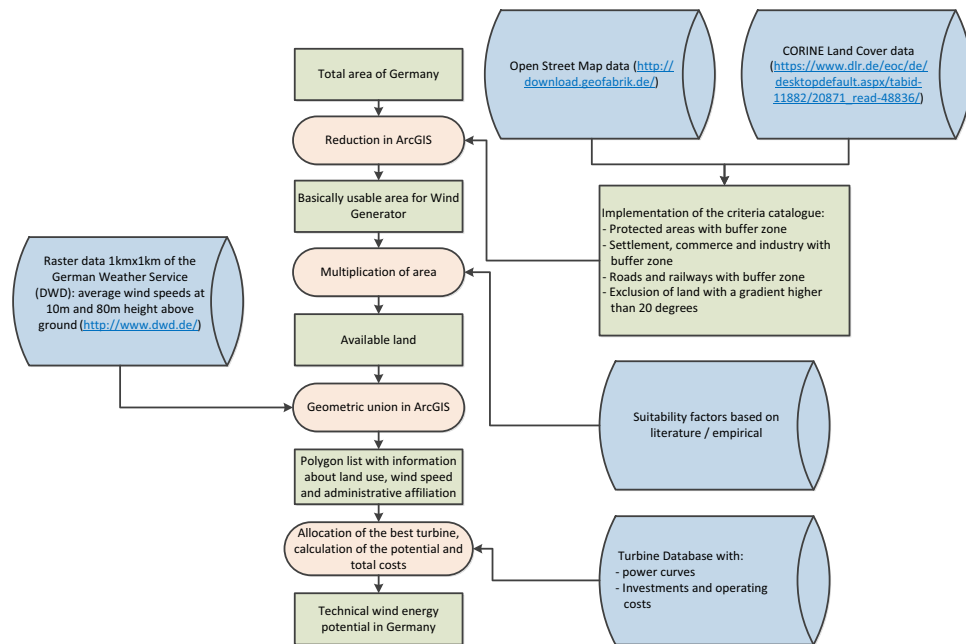 Total area of Germany
Open Street Map data (http://
download.geofabrik.de/)
CORINE Land Cover data
(https://www.dlr.de/eoc/de/
desktopdefault.aspx/tabid-
11882/20871_read-48836/)
Reduction in ArcGIS
Basically usable area for Wind
Generator
Implementation of the criteria catalogue:
- Protected areas with buffer zone
- Settlement, commerce and industry with
buffer zone
- Roads and railways with buffer zone
- Exclusion of land with a gradient higher
than 20 degrees
Raster data 1kmx1km of the
German Weather Service
(DWD): average wind speeds at
10m and 80m height above
ground (http://www.dwd.de/)
Multiplication of area
Available land
Geometric union in ArcGIS
Suitability factors based on
literature / empirical
Polygon list with information
about land use, wind speed
and administrative affiliation
Allocation of the best turbine,
calculation of the potential and
total costs
Turbine Database with:
- power curves
- Investments and operating
costs
Technical wind energy
potential in Germany